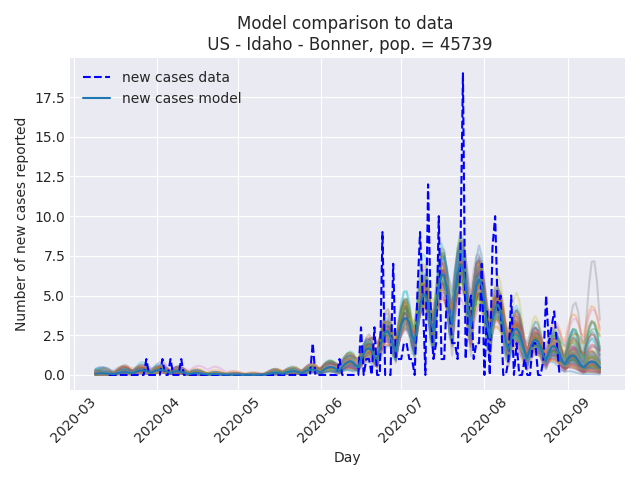 Model comparison to data
US - Idaho - Bonner, pop. = 45739
new cases data
new cases model
Number of new cases reported
17.5
15.0
12.5
10.0
7.5
5.0
2.5
0.0
2020-03
2020-04
2020-05
2020-06
2020-07
2020-08
2020-09
Day